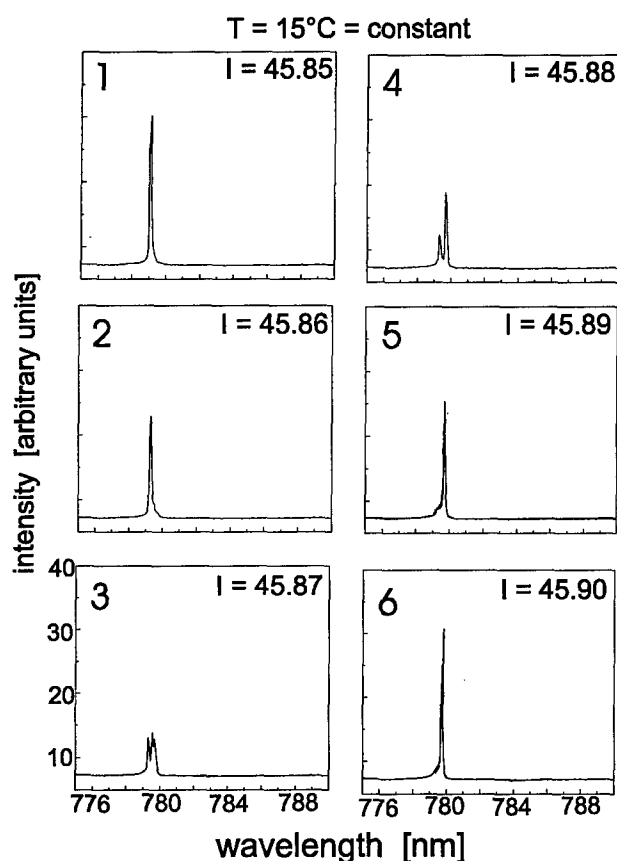 T = 15°C = constant
1
I = 45.85
4
I = 45.88
2
I = 45.86
5
I = 45.89
3
I = 45.87
6
I = 45.90
intensity [arbitrary units]
40
30
20
10
776 780 784 788
776 780 784 788
wavelength [nm]